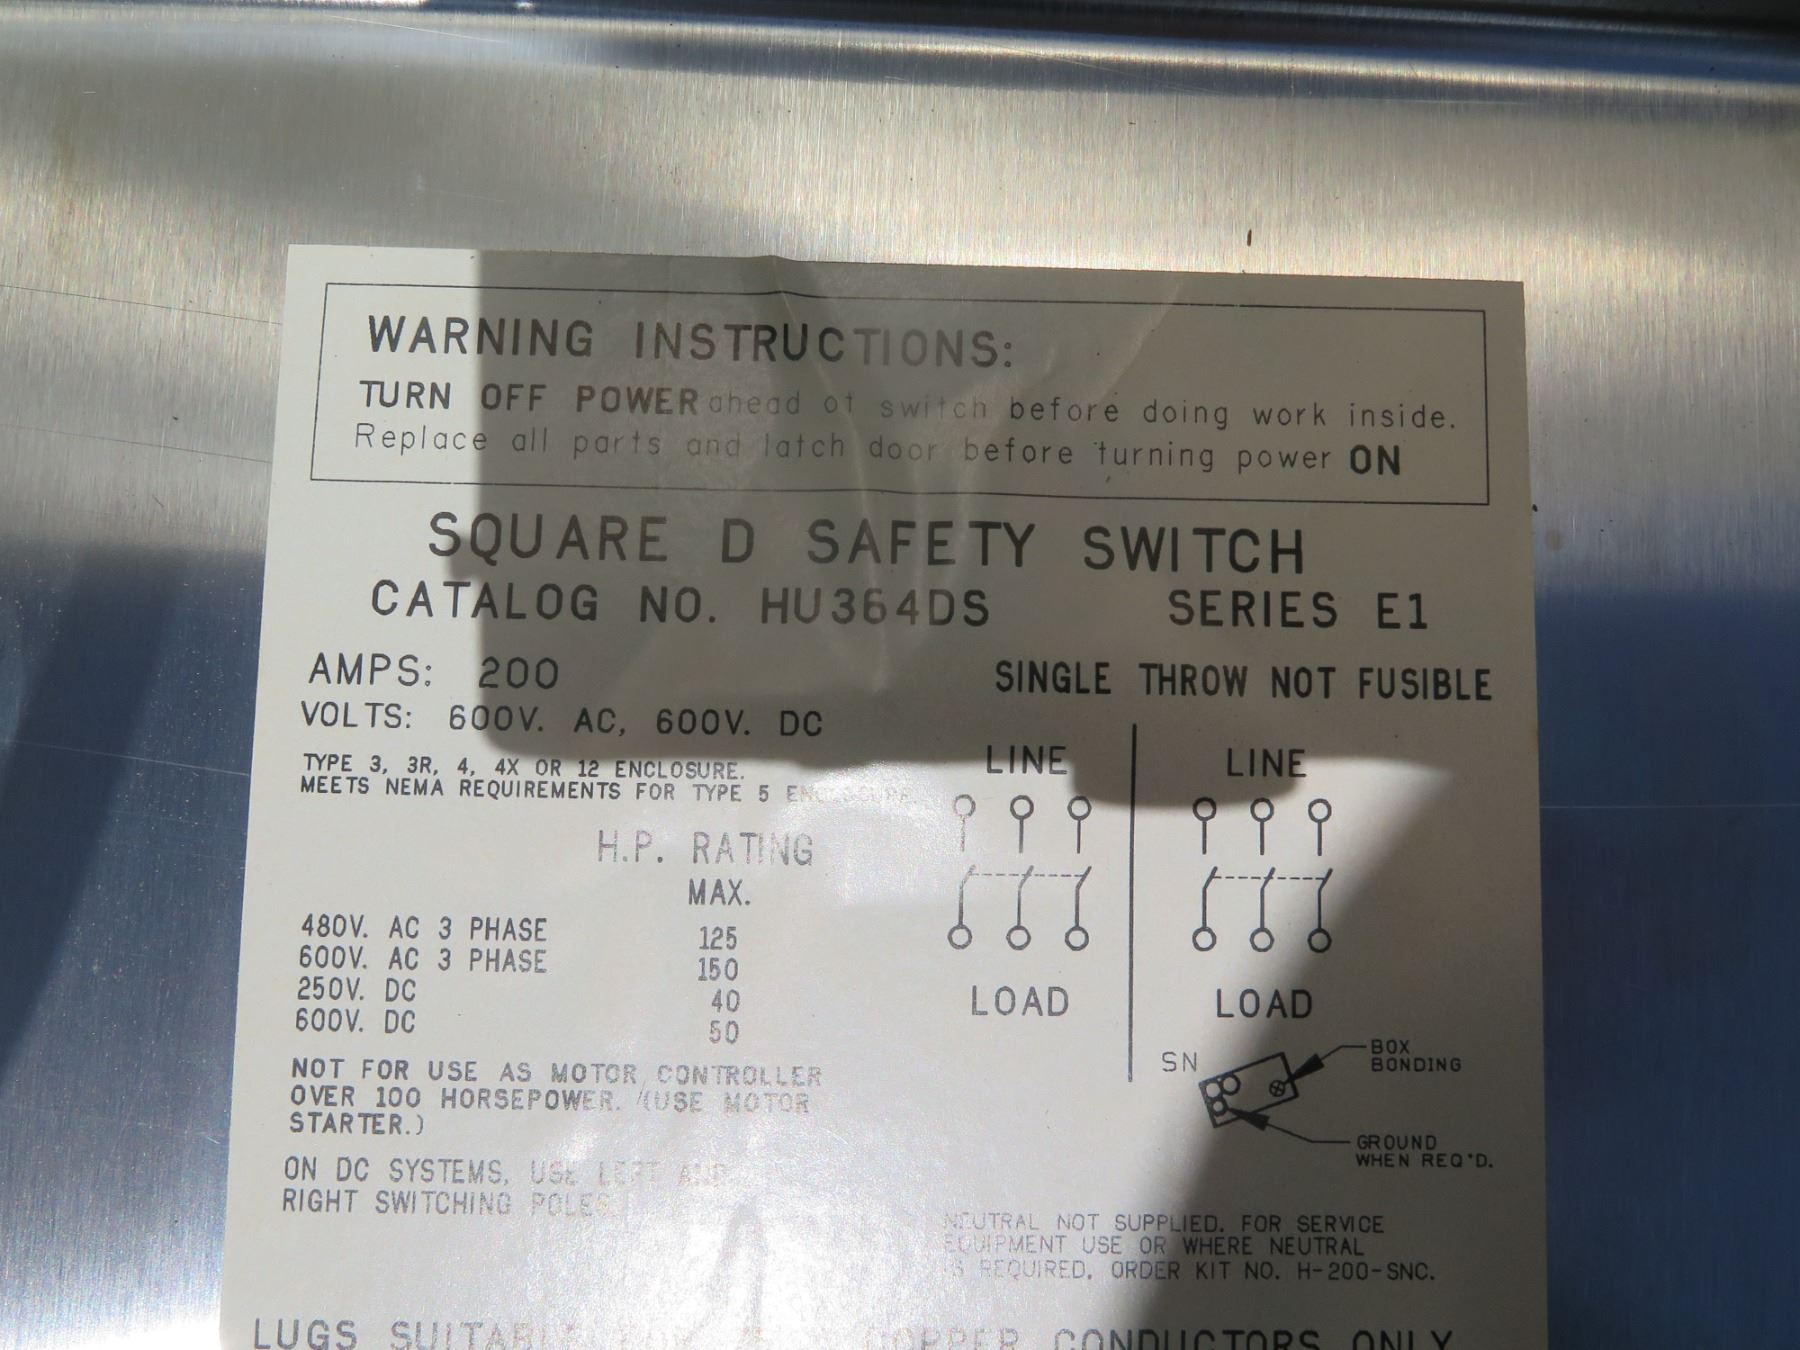 WARNING INSTRUCTIONS:
TURN OFF POWER ahead of switch before doing work inside.
Replace all parts and latch door before turning power ON
SQUARE D SAFETY SWITCH
CATALOG NO. HU364DS SERIES E1
AMPS: 200
SINGLE THROW NOT FUSIBLE
VOLTS: 600V. AC, 600V. DC
TYPE 3, 3R, 4, 4X OR 12 ENCLOSURE.
MEETS NEMA REQUIREMENTS FOR TYPE 5 ENCLOSURE.
H.P. RATING
MAX.
480V. AC 3 PHASE 125
600V. AC 3 PHASE 150
250V. DC 40
600V. DC 50
NOT FOR USE AS MOTOR CONTROLLER
OVER 100 HORSEPOWER. (USE MOTOR
STARTER.)
ON DC SYSTEMS, USE LEFT AND
RIGHT SWITCHING POLES
LINE
LOAD
LINE
LOAD
SN
BOX
BONDING
GROUND
WHEN REQ'D.
NEUTRAL NOT SUPPLIED. FOR SERVICE
EQUIPMENT USE OR WHERE NEUTRAL
IS REQUIRED, ORDER KIT NO. H-200-SNC.
LUGS SUITABLE FOR COPPER CONDUCTORS ONLY